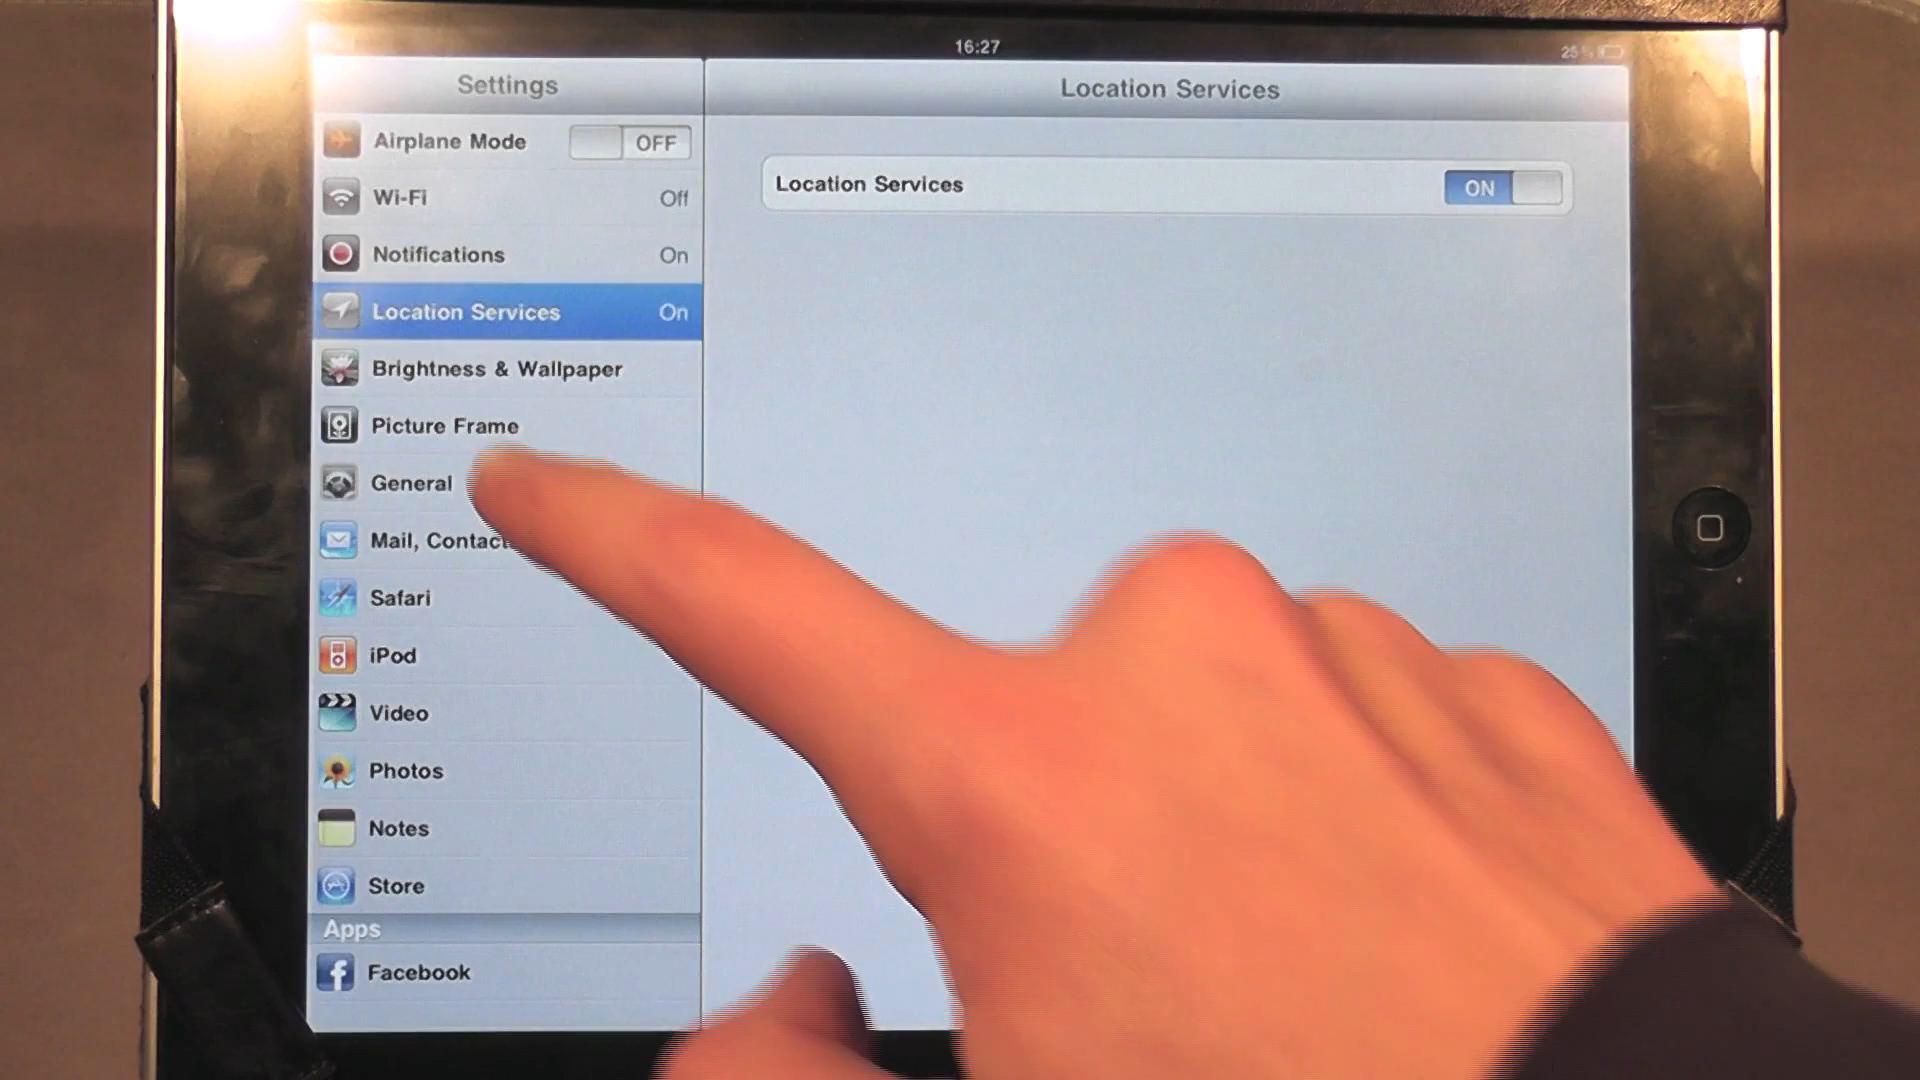 16:27
25
Settings
Location Services
Airplane Mode OFF
Wi-Fi Off
Notifications On
Location Services On
Brightness & Wallpaper
Picture Frame
General
Mail,
Safari
iPod
Video
Photos
Notes
Store
Apps
Facebook
Location Services ON